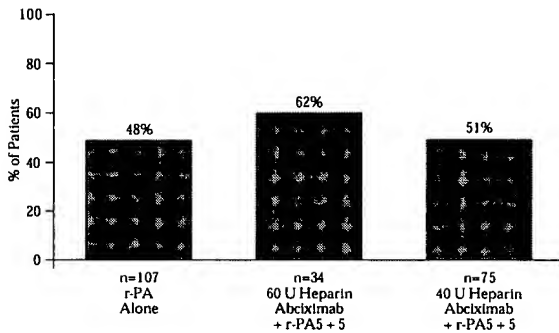 100
80
60
40
20
0
% of Patients
48%
62%
51%
n=107
r-PA
Alone
n=34
60 U Heparin
Abciximab
+ r-PA5 + 5
n=75
40 U Heparin
Abciximab
+ r-PA5 + 5